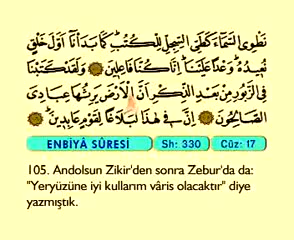 نَطْوِي السَّمَاءَ كَطَيِّ السِّجِلِّ لِلْكُتُبِ كَمَا بَدَأْنَا أَوَّلَ خَلْقٍ
نُعِيدُهُ وَعْدًا عَلَيْنَا إِنَّا كُنَّا فَاعِلِينَ وَلَقَدْ كَتَبْنَا
فِي الزَّبُورِ مِنْ بَعْدِ الذِّكْرِ أَنَّ الْأَرْضَ يَرِثُهَا عِبَادِيَ
الصَّالِحُونَ إِنَّ فِي هَذَا لَبَلَاغًا لِقَوْمٍ عَابِدِينَ
ENBİYÂ SÛRESİ Sh: 330 Cüz: 17
105. Andolsun Zikir'den sonra Zebur'da da:
"Yeryüzüne iyi kullarım vâris olacaktır" diye
yazmıştık.